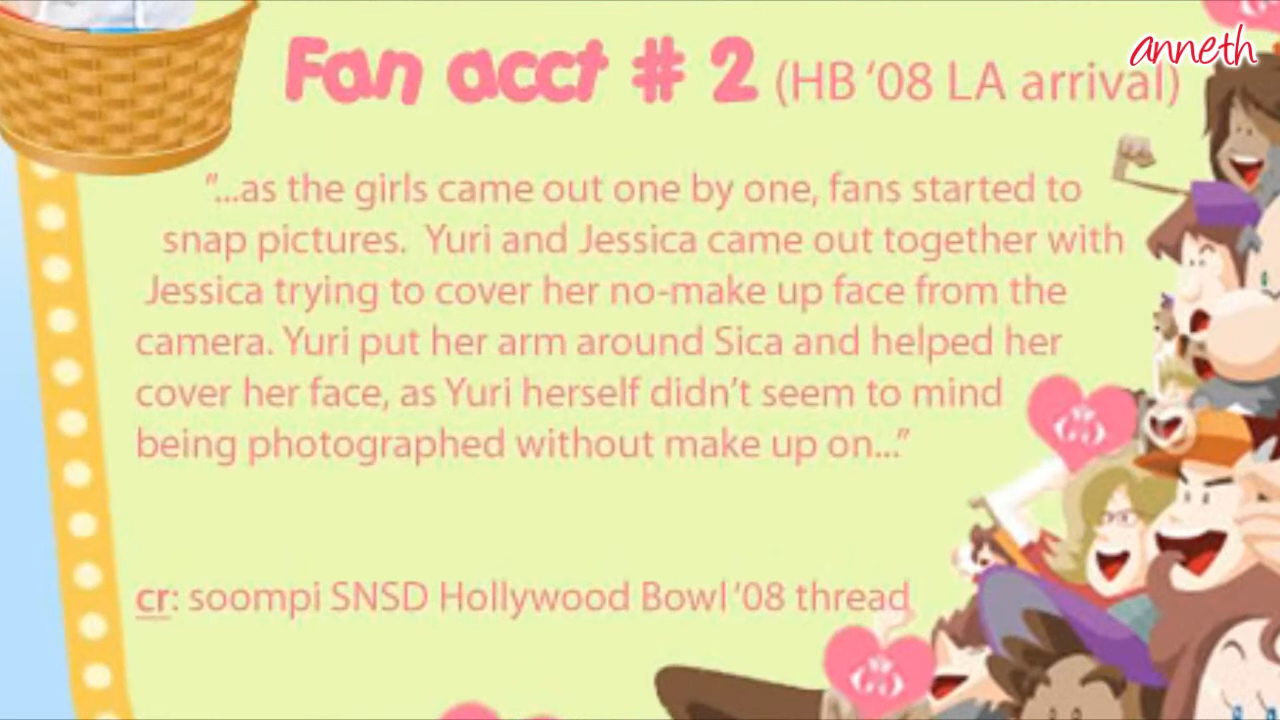 anneth
Fan acct # 2 (HB '08 LA arrival)
"...as the girls came out one by one, fans started to
snap pictures.  Yuri and Jessica came out together with
Jessica trying to cover her no-make up face from the
camera. Yuri put her arm around Sica and helped her
cover her face, as Yuri herself didn't seem to mind
being photographed without make up on..."
cr: soompi SNSD Hollywood Bowl '08 thread